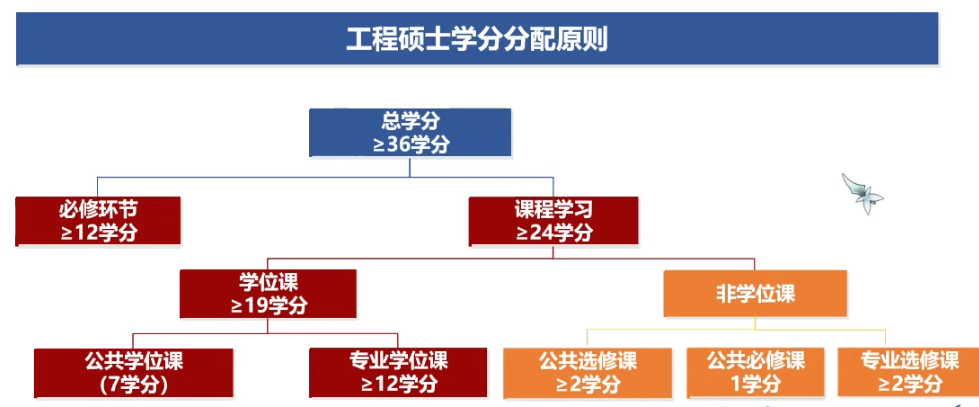 工程硕士学分分配原则
总学分
≥36学分
必修环节
≥12学分
课程学习
≥24学分
学位课
≥19学分
非学位课
公共学位课
(7学分）
专业学位课
≥12学分
公共选修课
≥2学分
公共必修课
1学分
专业选修课
≥2学分